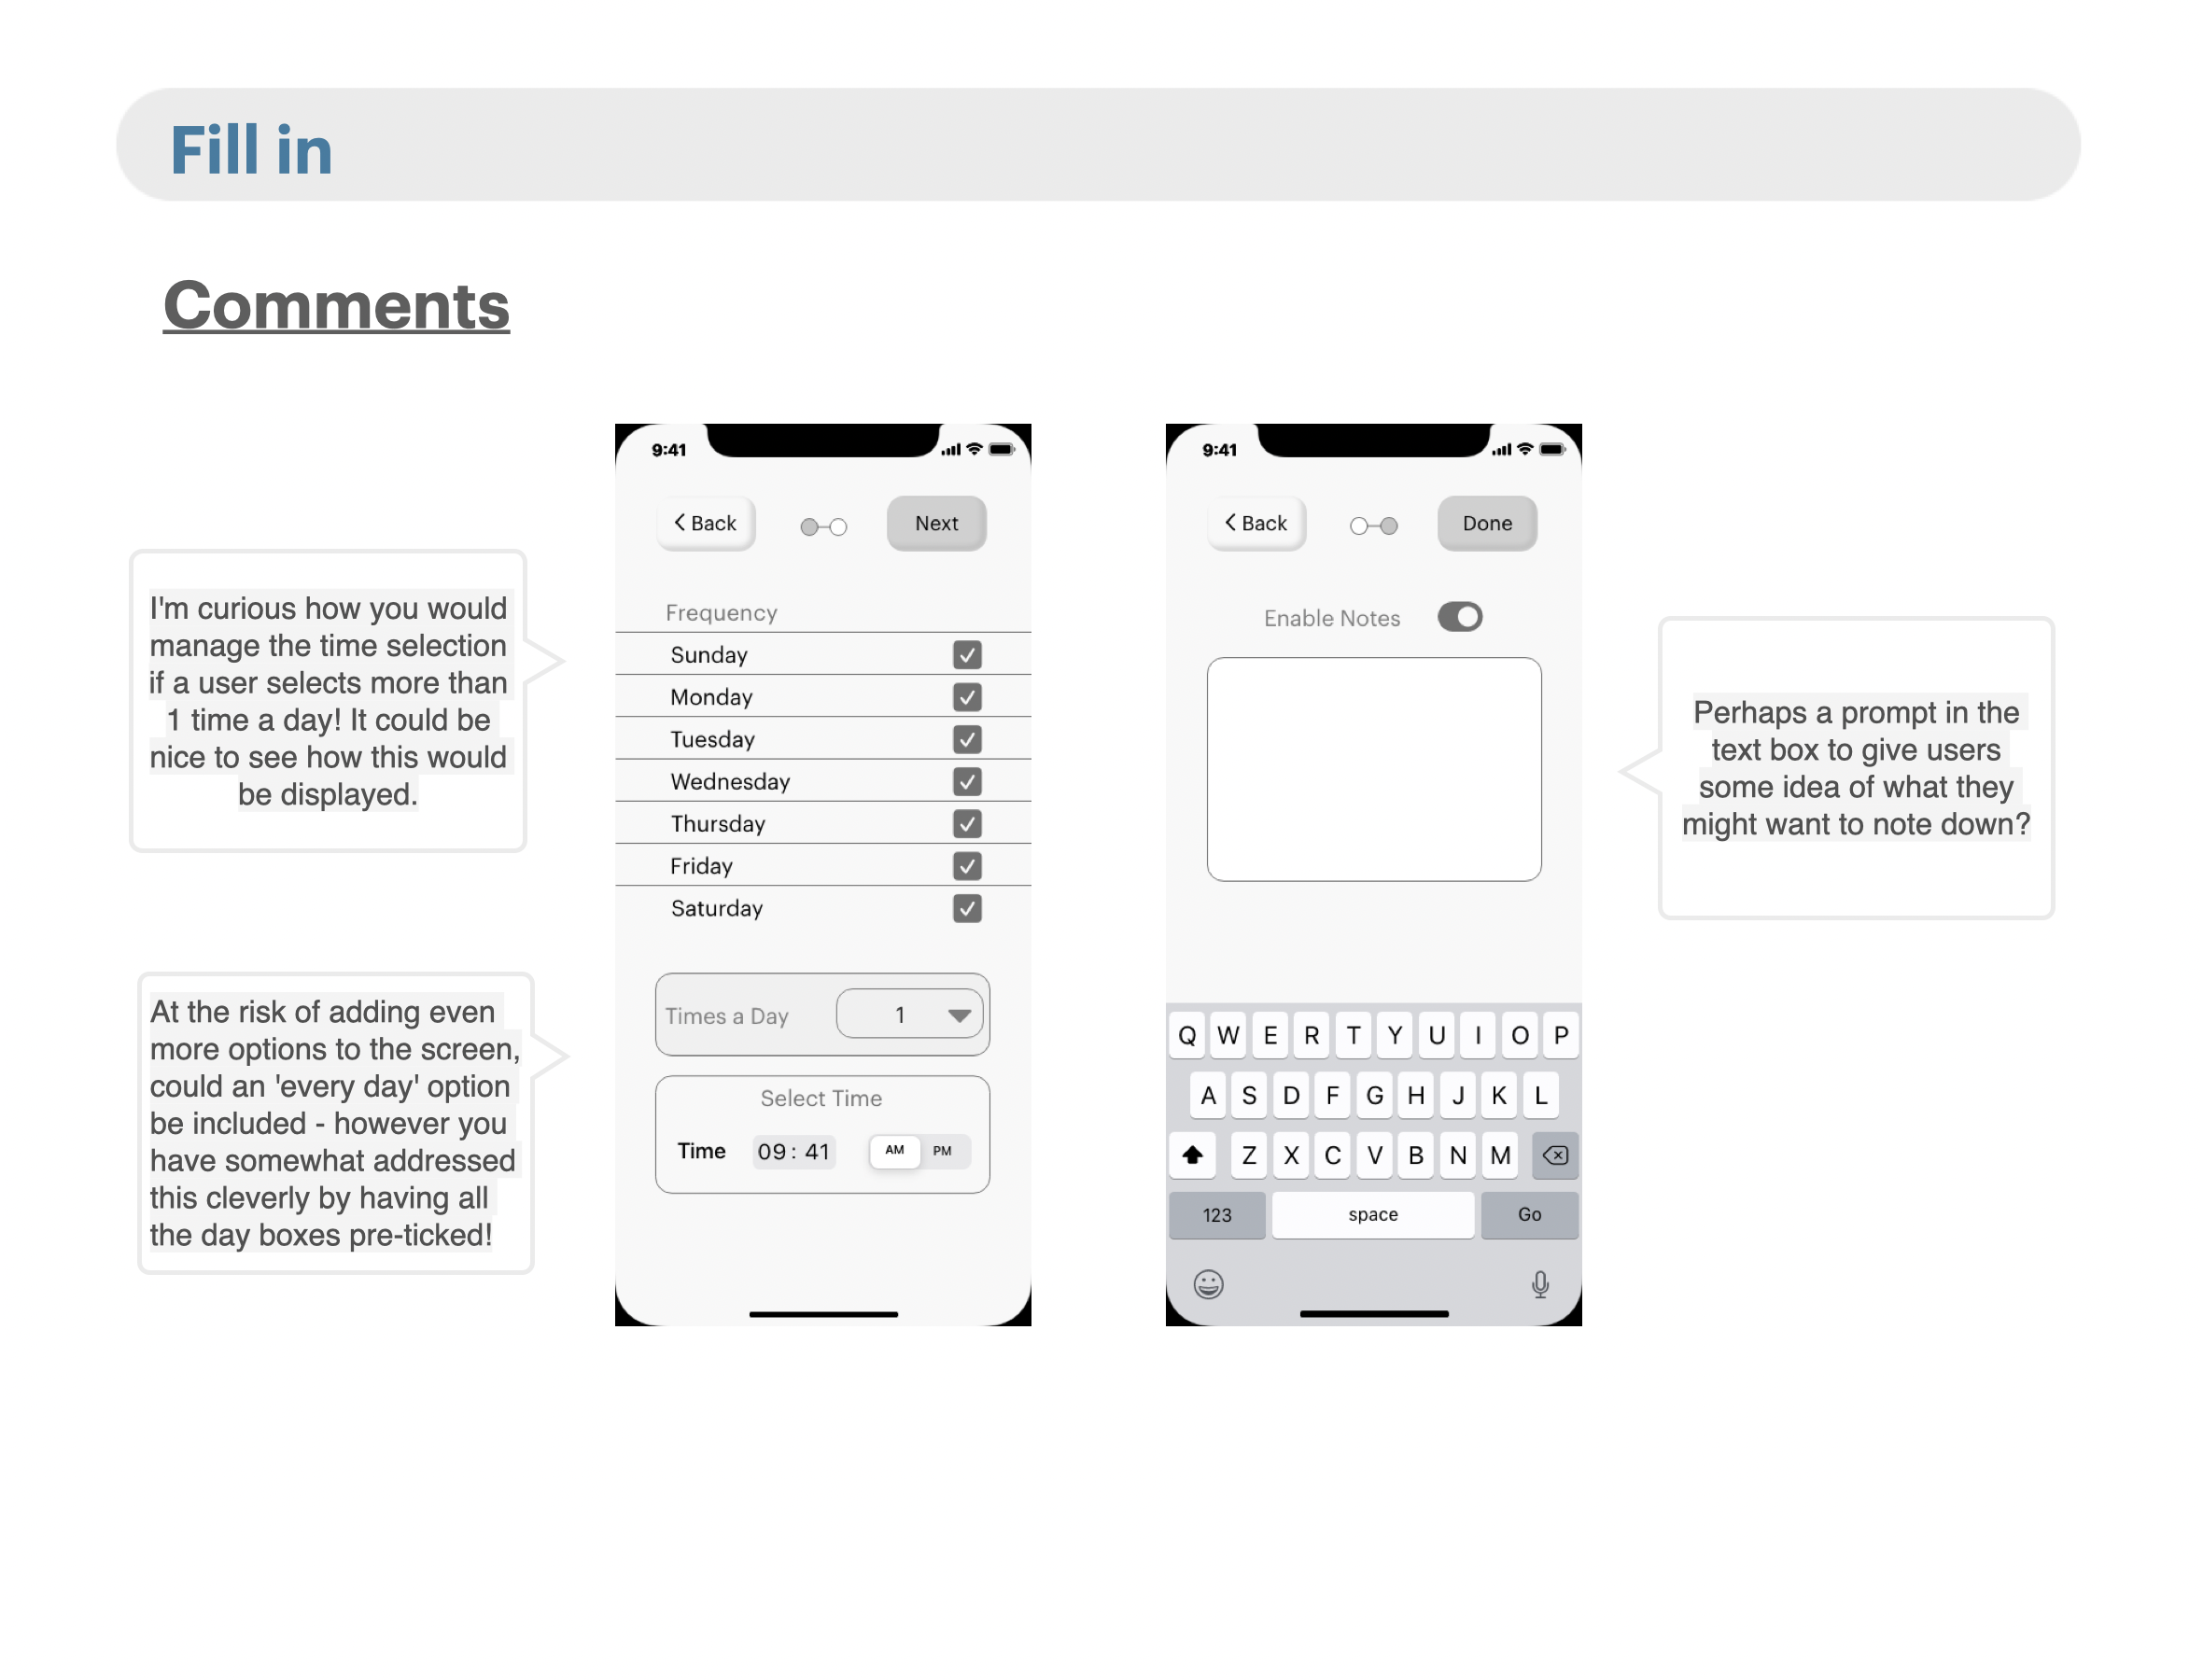 Fill in
Comments
I'm curious how you would
manage the time selection
if a user selects more than
1 time a day! It could be
nice to see how this would
be displayed.
At the risk of adding even
more options to the screen,
could an 'every day' option
be included - however you
have somewhat addressed
this cleverly by having all
the day boxes pre-ticked!
9:41
Back
Next
Frequency
Sunday
Monday
Tuesday
Wednesday
Thursday
Friday
Saturday
Times a Day 1
Select Time
Time 09 : 41 AM PM
9:41
Back
Done
Enable Notes
Q W E R T Y U I O P
A S D F G H J K L
Z X C V B N M
123 space Go
Perhaps a prompt in the
text box to give users
some idea of what they
might want to note down?